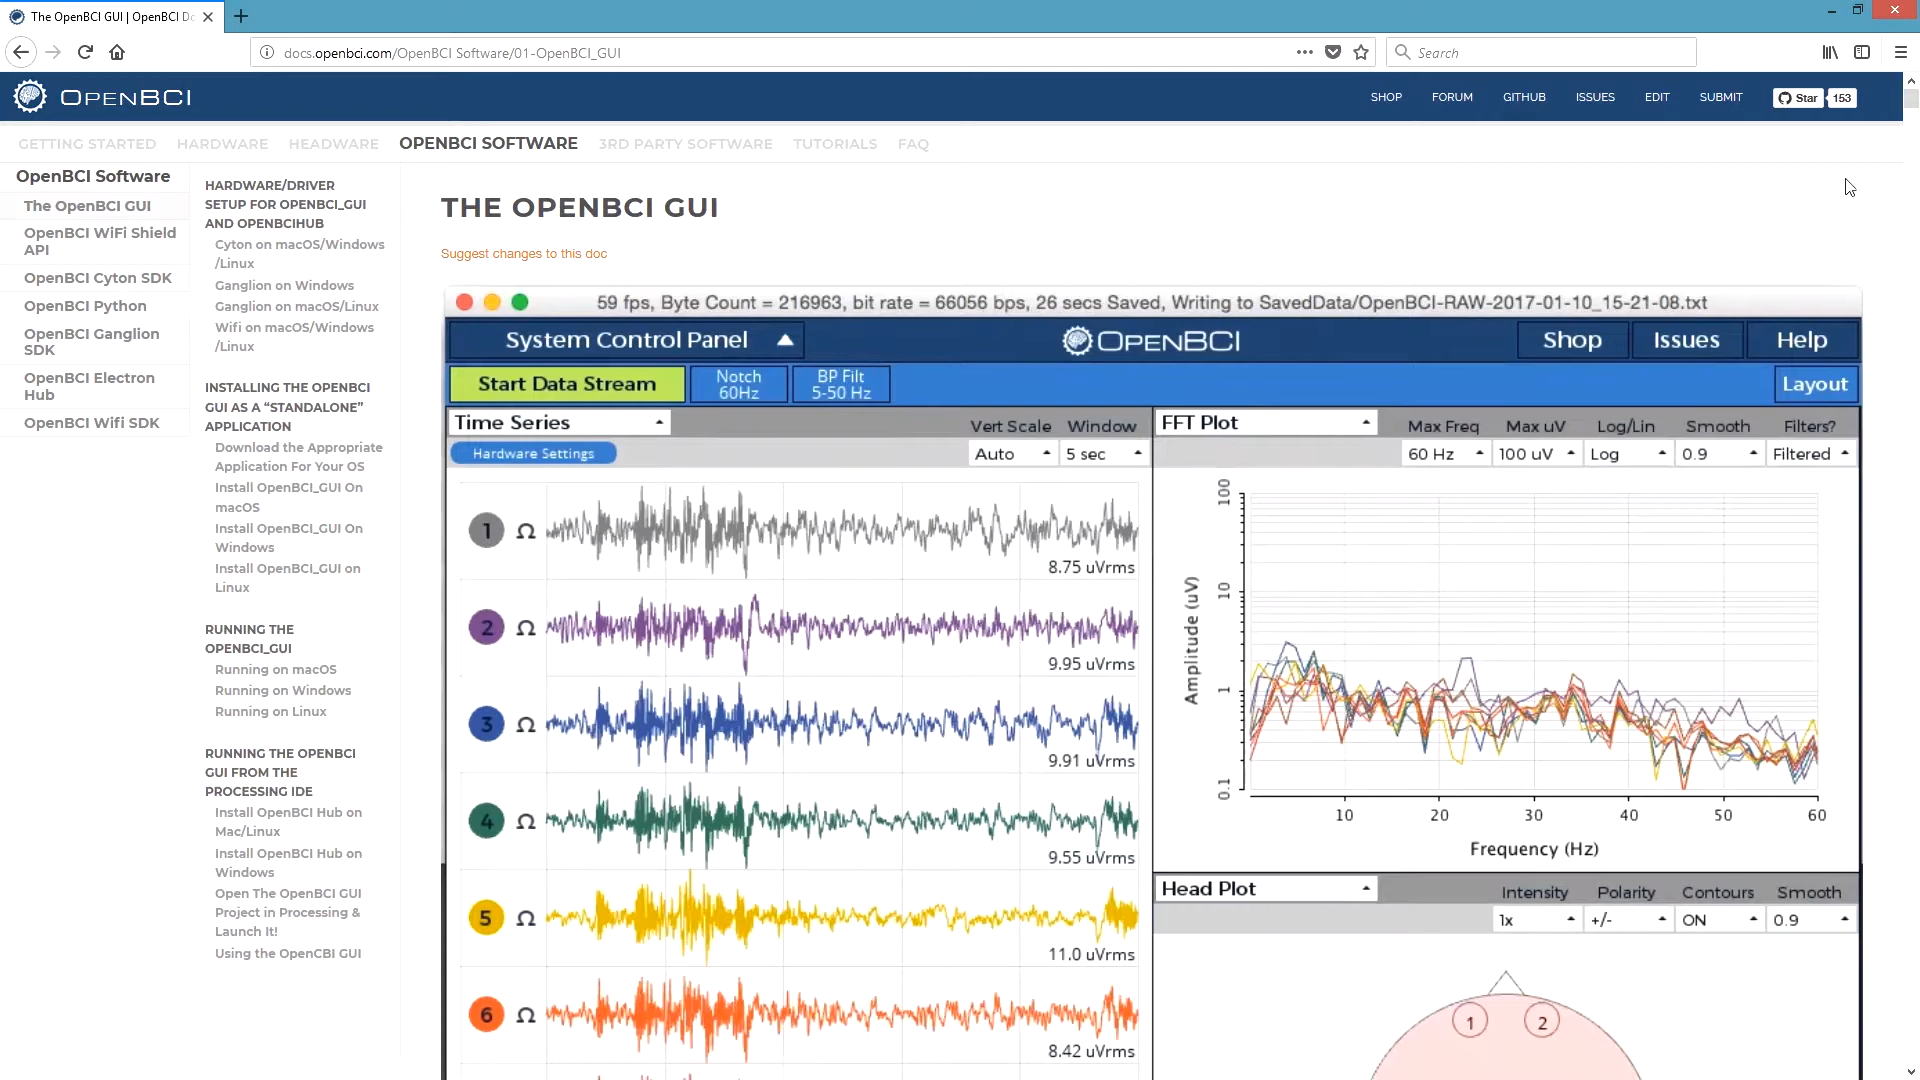 The OpenBCI GUI | OpenBCI Do
docs.openbci.com/OpenBCI Software/01-OpenBCI_GUI
Search
OPENBCI
SHOP
FORUM
GITHUB
ISSUES
EDIT
SUBMIT
Star
153
GETTING STARTED
HARDWARE
HEADWARE
OPENBCI SOFTWARE
3RD PARTY SOFTWARE
TUTORIALS
FAQ
OpenBCI Software
The OpenBCI GUI
OpenBCI WiFi Shield
API
OpenBCI Cyton SDK
OpenBCI Python
OpenBCI Ganglion
SDK
OpenBCI Electron
Hub
OpenBCI Wifi SDK
HARDWARE/DRIVER
SETUP FOR OPENBCI_GUI
AND OPENBCIHUB
Cyton on macOS/Windows
/Linux
Ganglion on Windows
Ganglion on macOS/Linux
Wifi on macOS/Windows
/Linux
INSTALLING THE OPENBCI
GUI AS A “STANDALONE”
APPLICATION
Download the Appropriate
Application For Your OS
Install OpenBCI_GUI On
macOS
Install OpenBCI_GUI On
Windows
Install OpenBCI_GUI on
Linux
RUNNING THE
OPENBCI_GUI
Running on macOS
Running on Windows
Running on Linux
RUNNING THE OPENBCI
GUI FROM THE
PROCESSING IDE
Install OpenBCI Hub on
Mac/Linux
Install OpenBCI Hub on
Windows
Open The OpenBCI GUI
Project in Processing &
Launch It!
Using the OpenCBI GUI
THE OPENBCI GUI
Suggest changes to this doc
59 fps, Byte Count = 216963, bit rate = 66056 bps, 26 secs Saved, Writing to SavedData/OpenBCI-RAW-2017-01-10_15-21-08.txt
System Control Panel
OPENBCI
Shop
Issues
Help
Start Data Stream
Notch
60Hz
BP Filt
5-50 Hz
Layout
Time Series
Vert Scale
Window
Hardware Settings
Auto
5 sec
1 Ω
8.75 uVrms
2 Ω
9.95 uVrms
3 Ω
9.91 uVrms
4 Ω
9.55 uVrms
5 Ω
11.0 uVrms
6 Ω
8.42 uVrms
FFT Plot
Max Freq
Max uV
Log/Lin
Smooth
Filters?
60 Hz
100 uV
Log
0.9
Filtered
Amplitude (uV)
100
10
1
0.1
10
20
30
40
50
60
Frequency (Hz)
Head Plot
Intensity
Polarity
Contours
Smooth
1x
+/-
ON
0.9
1
2